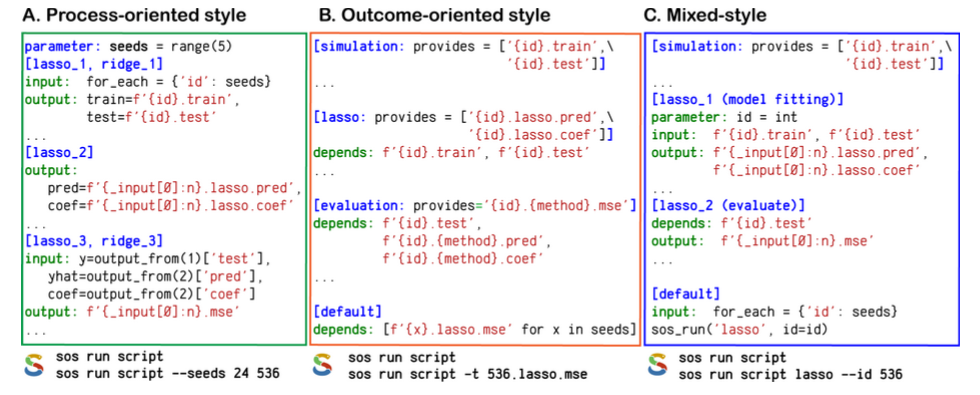 A. Process-oriented style
parameter: seeds = range(5)
[lasso_1, ridge_1]
input:  for_each = {'id': seeds}
output: train=f'{id}.train',
test=f'{id}.test'
...
[lasso_2]
output:
pred=f'{_input[0]:n}.lasso.pred',
coef=f'{_input[0]:n}.lasso.coef'
...
[lasso_3, ridge_3]
input: y=output_from(1)['test'],
yhat=output_from(2)['pred'],
coef=output_from(2)['coef']
output: f'{_input[0]:n}.mse'
...
sos run script
sos run script --seeds 24 536
B. Outcome-oriented style
[simulation: provides = ['{id}.train',\
'{id}.test']]
...
[lasso: provides = ['{id}.lasso.pred',\
'{id}.lasso.coef']]
depends: f'{id}.train', f'{id}.test'
...
[evaluation: provides='{id}.{method}.mse']
depends: f'{id}.test',
f'{id}.{method}.pred',
f'{id}.{method}.coef'
...
[default]
depends: [f'{x}.lasso.mse' for x in seeds]
sos run script
sos run script -t 536.lasso.mse
C. Mixed-style
[simulation: provides = ['{id}.train',\
'{id}.test']]
...
[lasso_1 (model fitting)]
parameter: id = int
input:  f'{id}.train', f'{id}.test'
output: f'{_input[0]:n}.lasso.pred',
f'{_input[0]:n}.lasso.coef'
...
[lasso_2 (evaluate)]
depends: f'{id}.test'
output:  f'{_input[0]:n}.mse'
...
[default]
input:  for_each = {'id': seeds}
sos_run('lasso', id=id)
sos run script
sos run script lasso --id 536